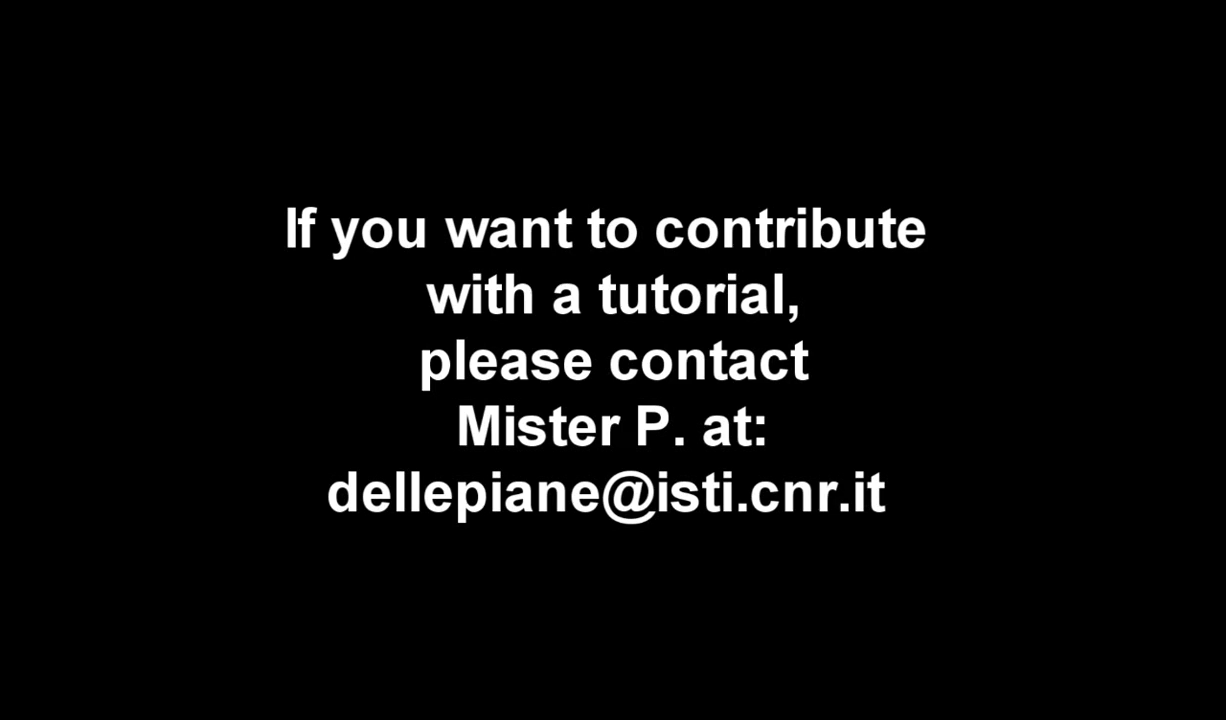 If you want to contribute
with a tutorial,
please contact
Mister P. at:
dellepiane@isti.cnr.it